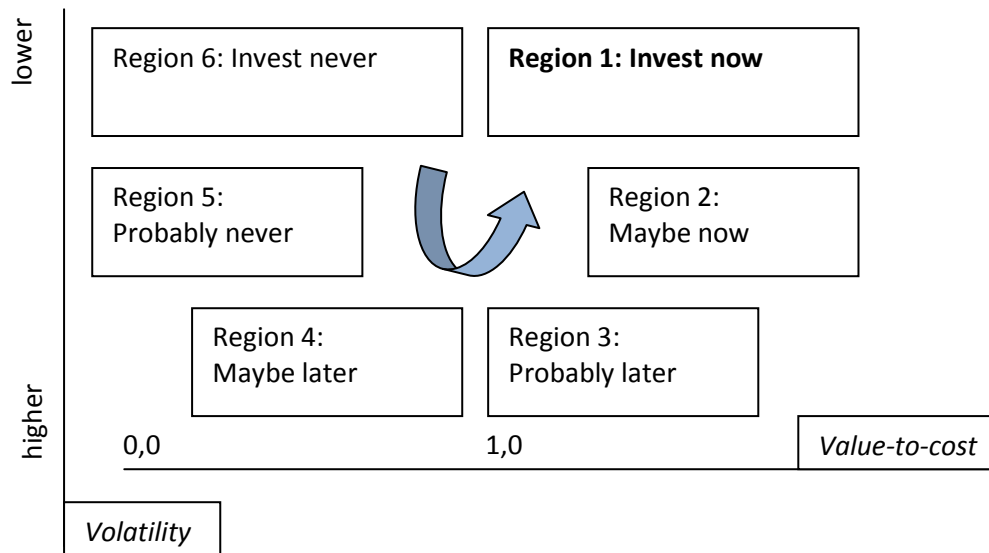 lower
Region 6: Invest never
Region 1: Invest now
Region 5:
Probably never
Region 2:
Maybe now
Region 4:
Maybe later
Region 3:
Probably later
higher
0,0
1,0
Value-to-cost
Volatility